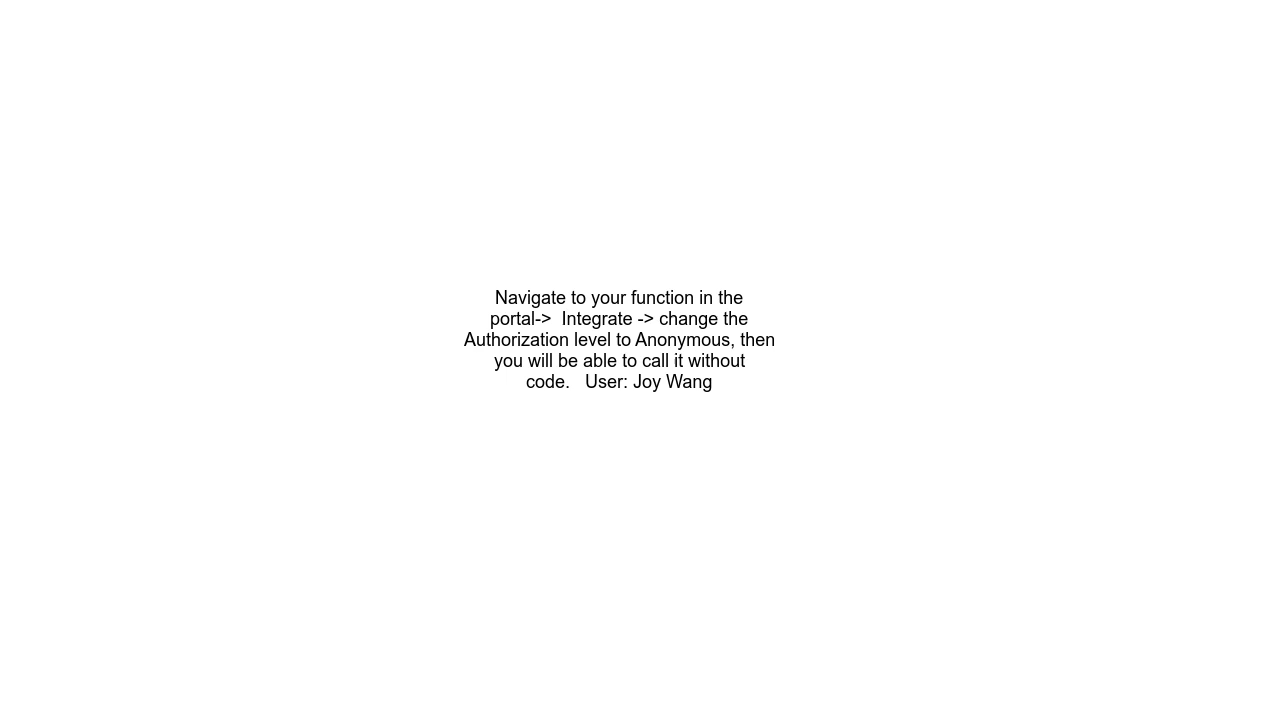 Navigate to your function in the
portal->  Integrate -> change the
Authorization level to Anonymous, then
you will be able to call it without
code.   User: Joy Wang